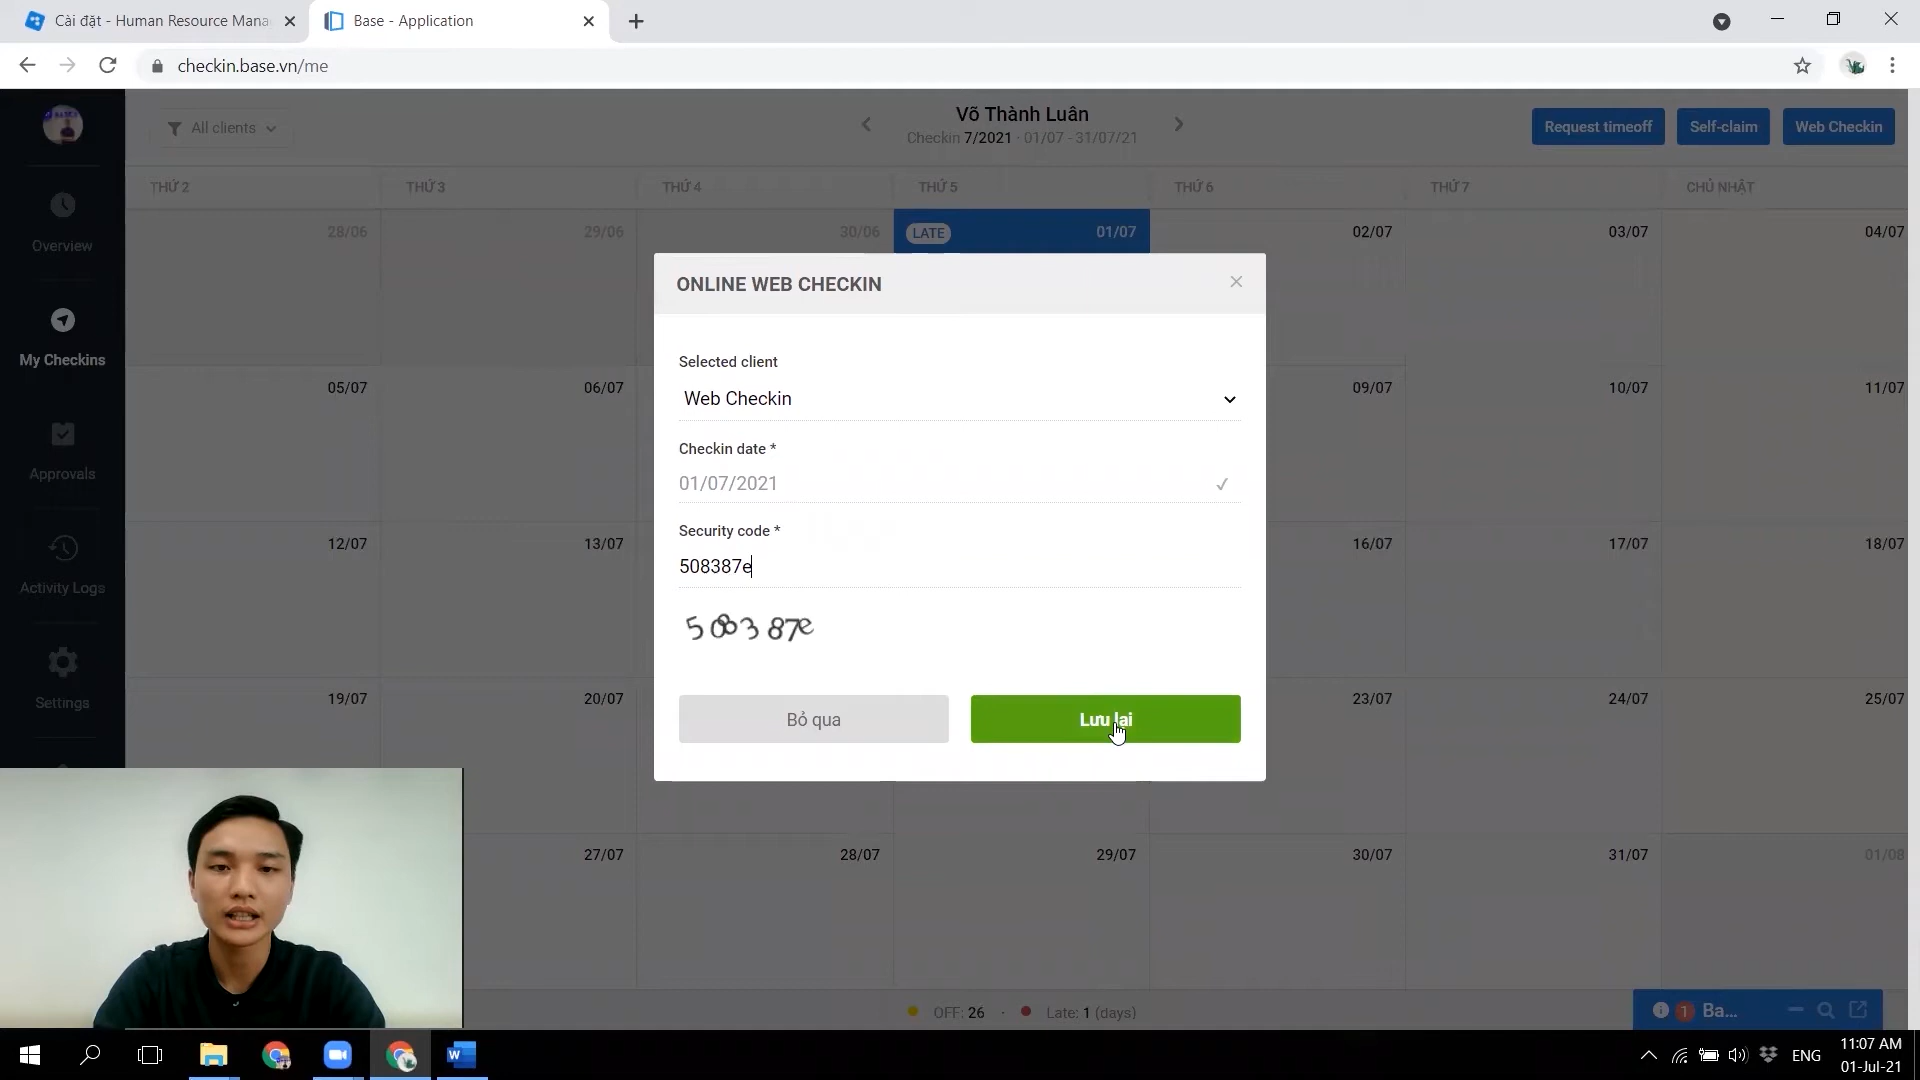 Cài đặt - Human Resource Mana
Base - Application
checkin.base.vn/me
All clients
Võ Thành Luân
Checkin 7/2021 · 01/07 - 31/07/21
Request timeoff
Self-claim
Web Checkin
THỨ 2
THỨ 3
THỨ 4
THỨ 5
THỨ 6
THỨ 7
CHỦ NHẬT
28/06
29/06
30/06
LATE
01/07
02/07
03/07
04/07
Overview
My Checkins
Approvals
Activity Logs
Settings
ONLINE WEB CHECKIN
Selected client
Web Checkin
Checkin date *
01/07/2021
Security code *
508387e
508387e
Bỏ qua
Lưu lại
05/07
06/07
09/07
10/07
11/07
12/07
13/07
16/07
17/07
18/07
19/07
20/07
23/07
24/07
25/07
27/07
28/07
29/07
30/07
31/07
01/08
OFF: 26 · Late: 1 (days)
1 Ba...
ENG
11:07 AM
01-Jul-21